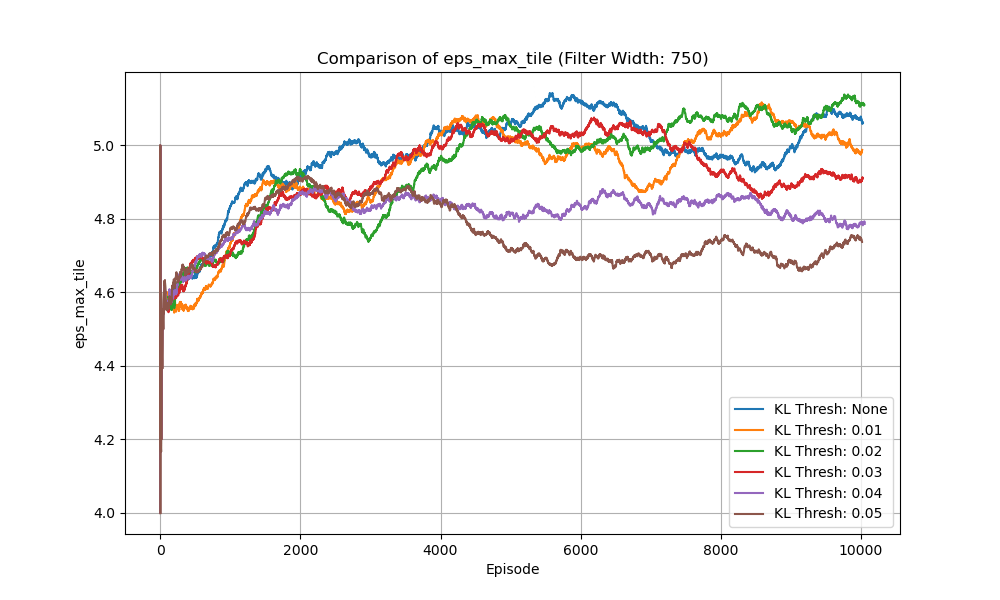 Comparison of eps_max_tile (Filter Width: 750)
eps_max_tile
5.0
4.8
4.6
4.4
4.2
4.0
0
2000
4000
6000
8000
10000
Episode
KL Thresh: None
KL Thresh: 0.01
KL Thresh: 0.02
KL Thresh: 0.03
KL Thresh: 0.04
KL Thresh: 0.05